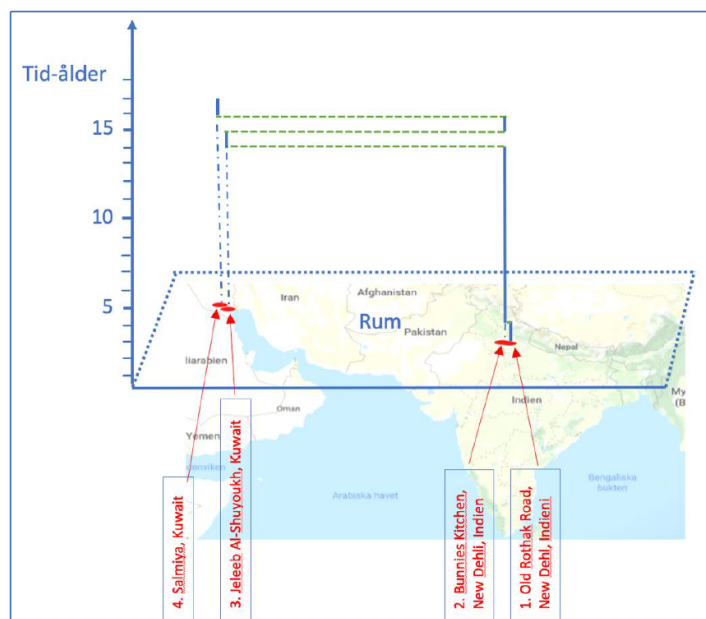 Tid-ålder
15
10
5
Iran
Afghanistan
Rum
Pakistan
Nepal
liarabien
Oman
Indien
My
(B
Yemen
Arabiska havet
Bengaliska
bukten
4. Salmiya, Kuwait
3. Jeleeb Al-Shuyoukh, Kuwait
2. Bunnies Kitchen,
New Dehli, Indien
1. Old Rothak Road,
New Dehl, Indieni